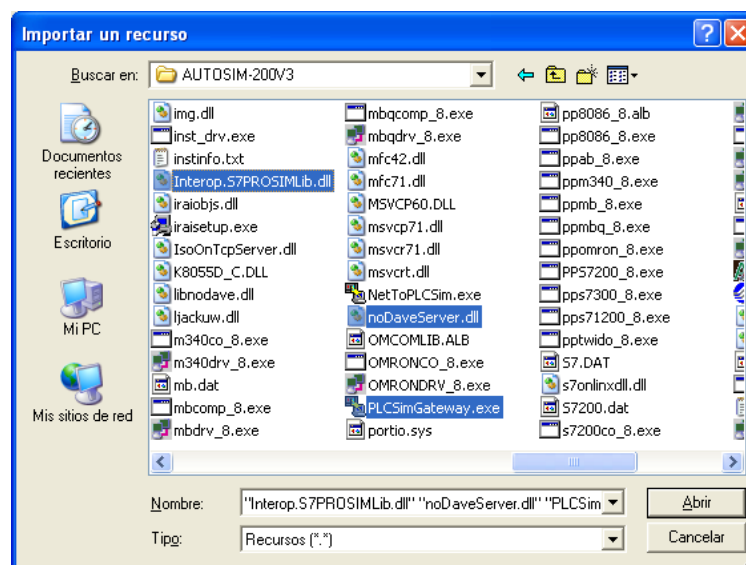 Importar un recurso
Buscar en: AUTOSIM-200V3
Documentos
recientes
Escritorio
Mi PC
Mis sitios de red
img.dll
inst_drv.exe
instinfo.txt
Interop.S7PROSIMLib.dll
iraiobjs.dll
iraisetup.exe
IsoOnTcpServer.dll
K8055D_C.DLL
libnodave.dll
ljackuw.dll
m340co_8.exe
m340drv_8.exe
mb.dat
mbcomp_8.exe
mbdrv_8.exe
mbqcomp_8.exe
mbqdrv_8.exe
mfc42.dll
mfc71.dll
MSVCP60.DLL
msvcp71.dll
msvcr71.dll
msvcrt.dll
NetToPLCSim.exe
noDaveServer.dll
OMCOMLIB.ALB
OMRONCO_8.exe
OMRONDRV_8.exe
PLCSimGateway.exe
portio.sys
pp8086_8.alb
pp8086_8.exe
ppab_8.exe
ppm340_8.exe
ppmb_8.exe
ppmbq_8.exe
ppomron_8.exe
PPS7200_8.exe
pps7300_8.exe
pps71200_8.exe
pptwido_8.exe
S7.DAT
s7onlinxdll.dll
S7200.dat
s7200co_8.exe
Nombre: "Interop.S7PROSIMLib.dll" "noDaveServer.dll" "PLCSim
Abrir
Tipo: Recursos (*.*)
Cancelar